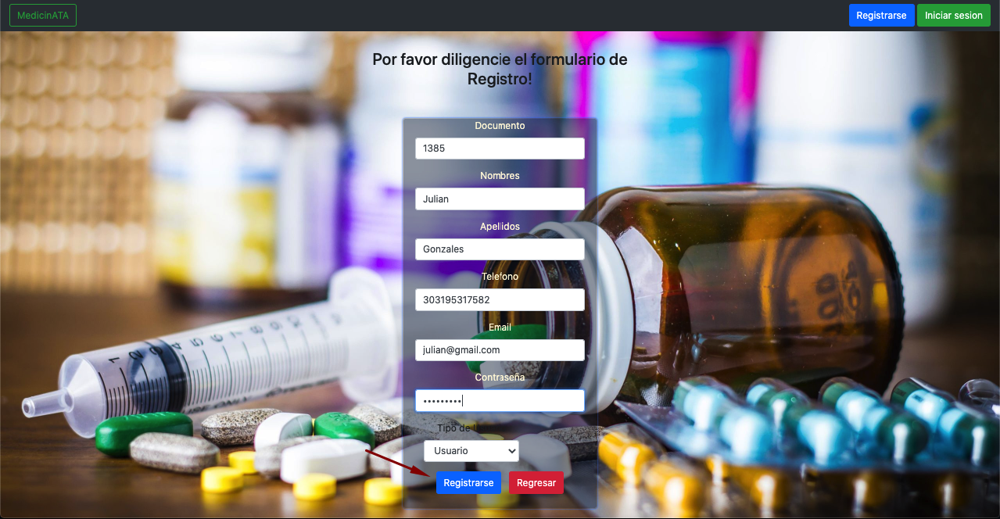 MedicinATA
Registrarse
Iniciar sesion
Por favor diligencie el formulario de
Registro!
Documento
1385
Nombres
Julian
Apellidos
Gonzales
Telefono
303195317582
Email
julian@gmail.com
Contraseña
•••••••••
Tipo de
Usuario
Registrarse
Regresar